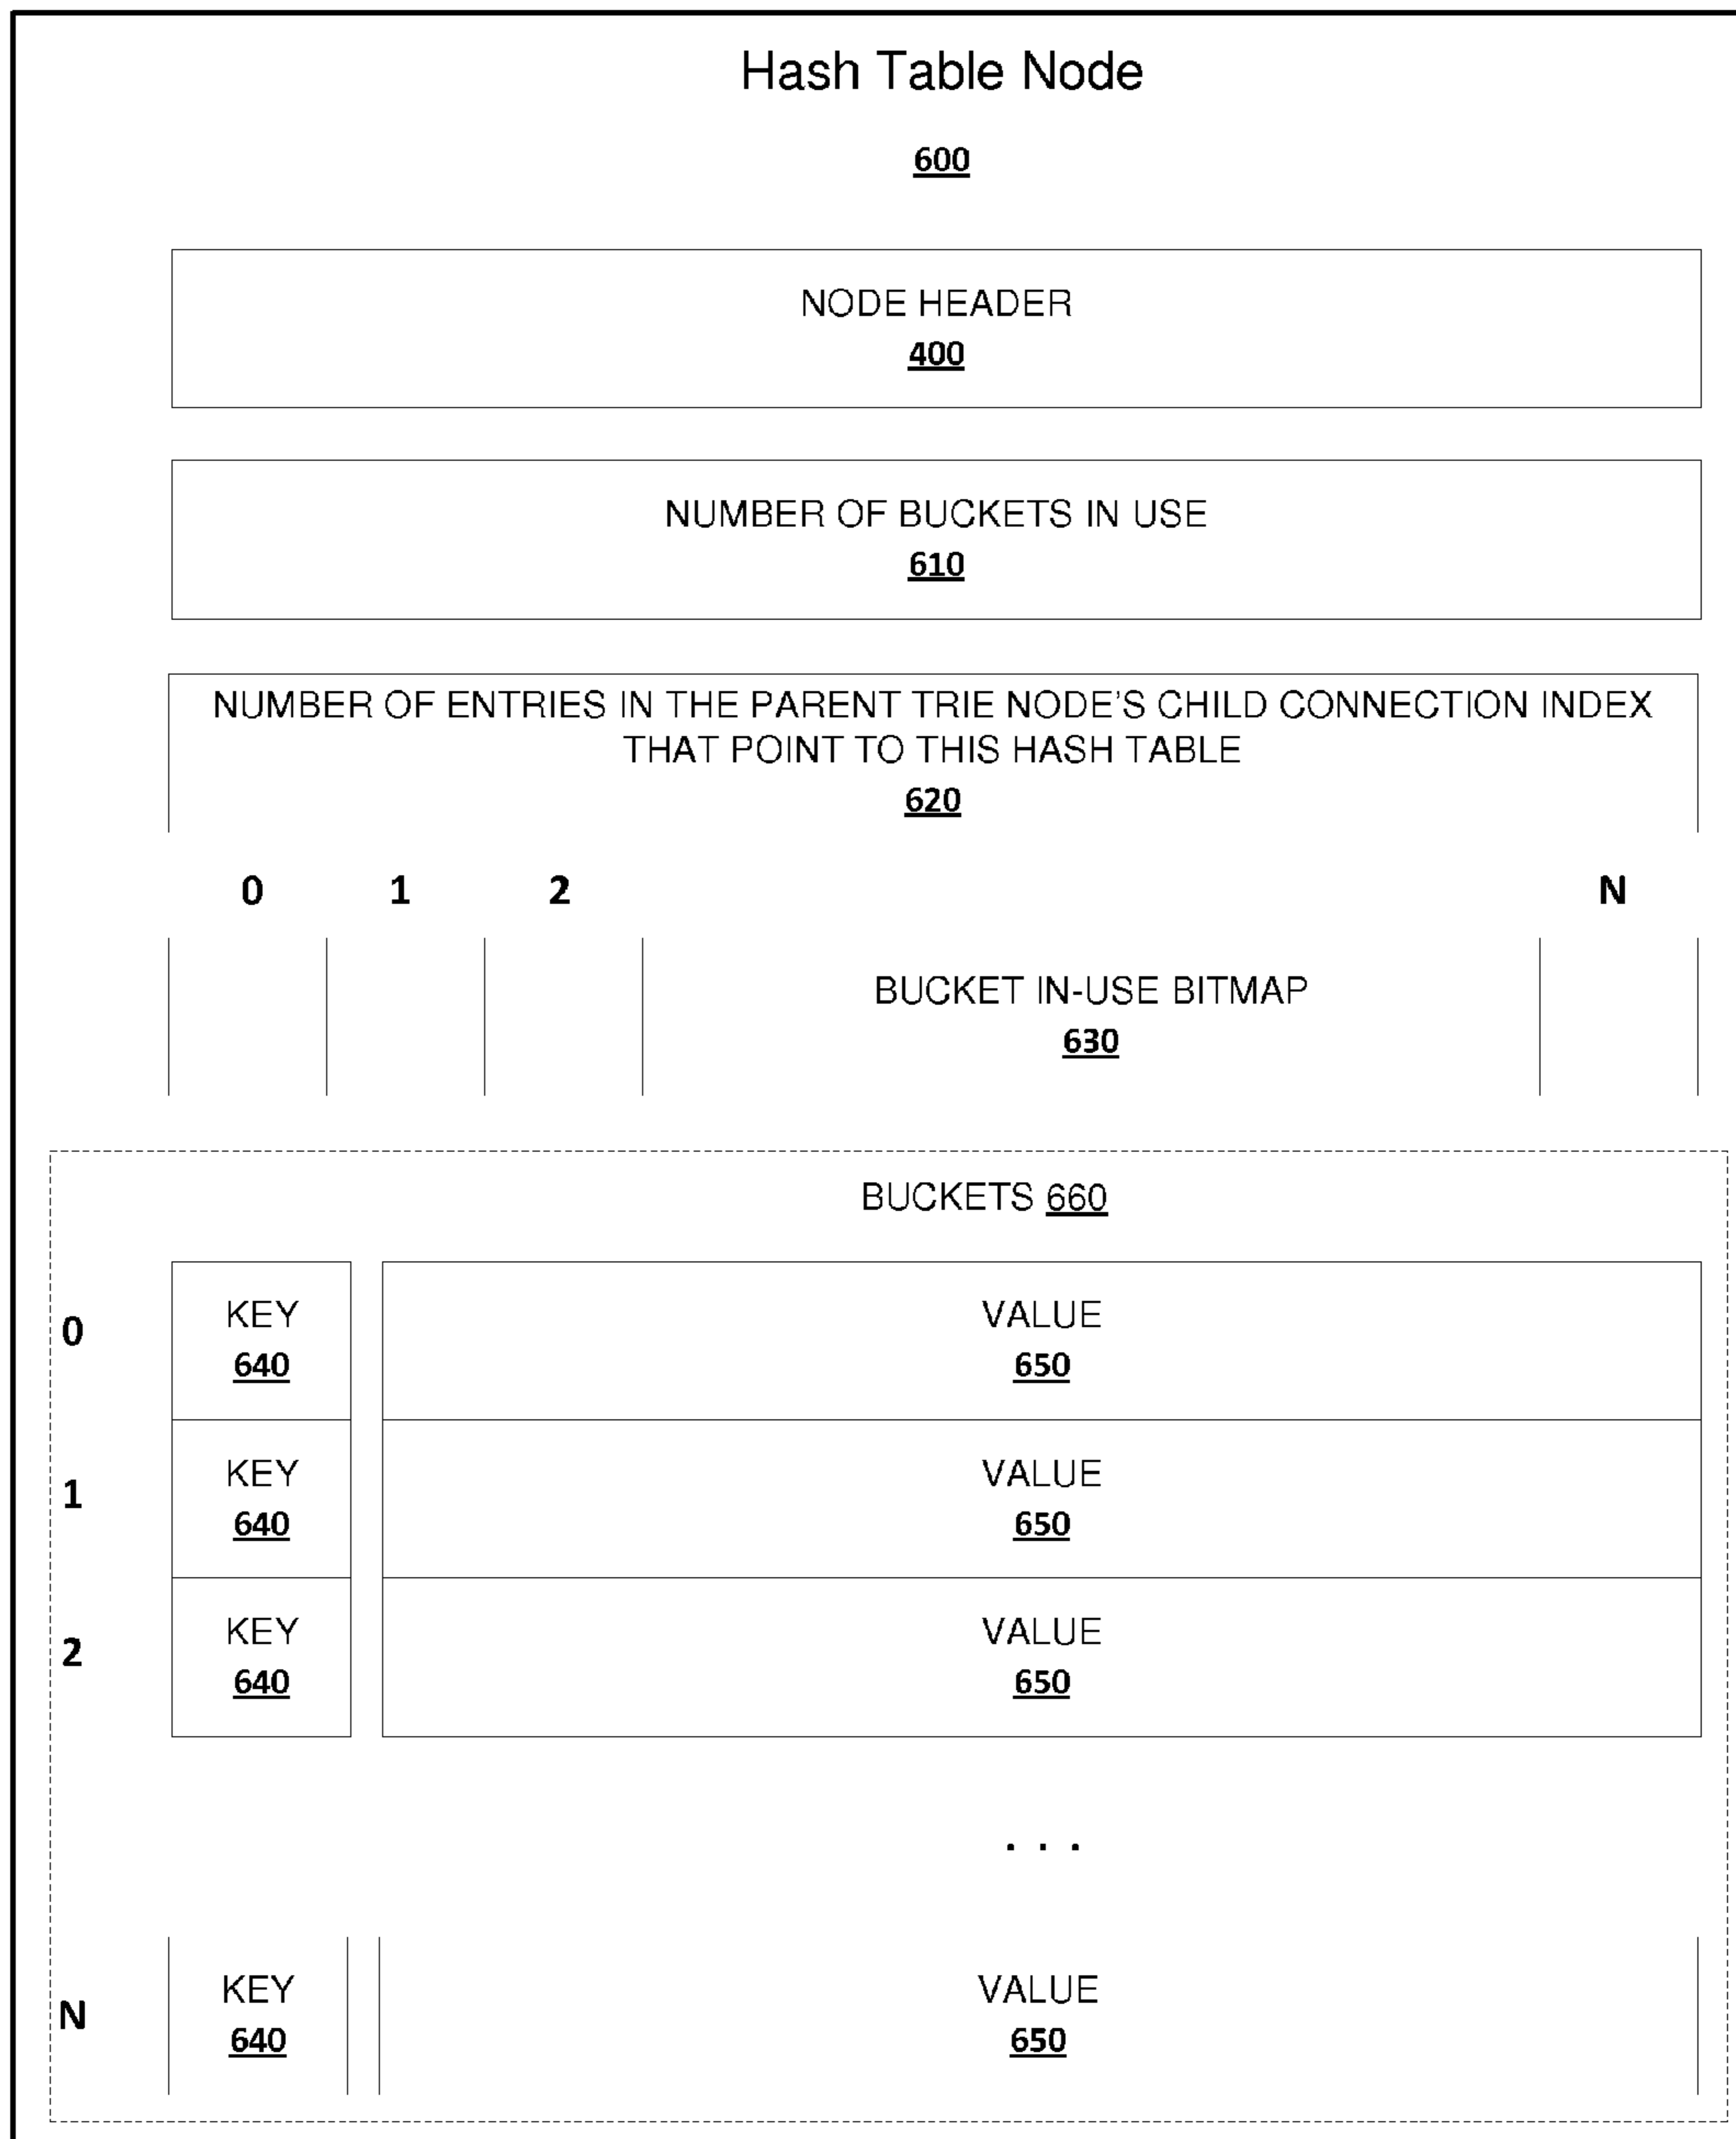 Hash Table Node
600
NODE HEADER
400
NUMBER OF BUCKETS IN USE
610
NUMBER OF ENTRIES IN THE PARENT TRIE NODE'S CHILD CONNECTION INDEX
THAT POINT TO THIS HASH TABLE
620
0 1 2 N
BUCKET IN-USE BITMAP
630
BUCKETS 660
0 KEY VALUE
640 650
1 KEY VALUE
640 650
2 KEY VALUE
640 650
. . .
N KEY VALUE
640 650